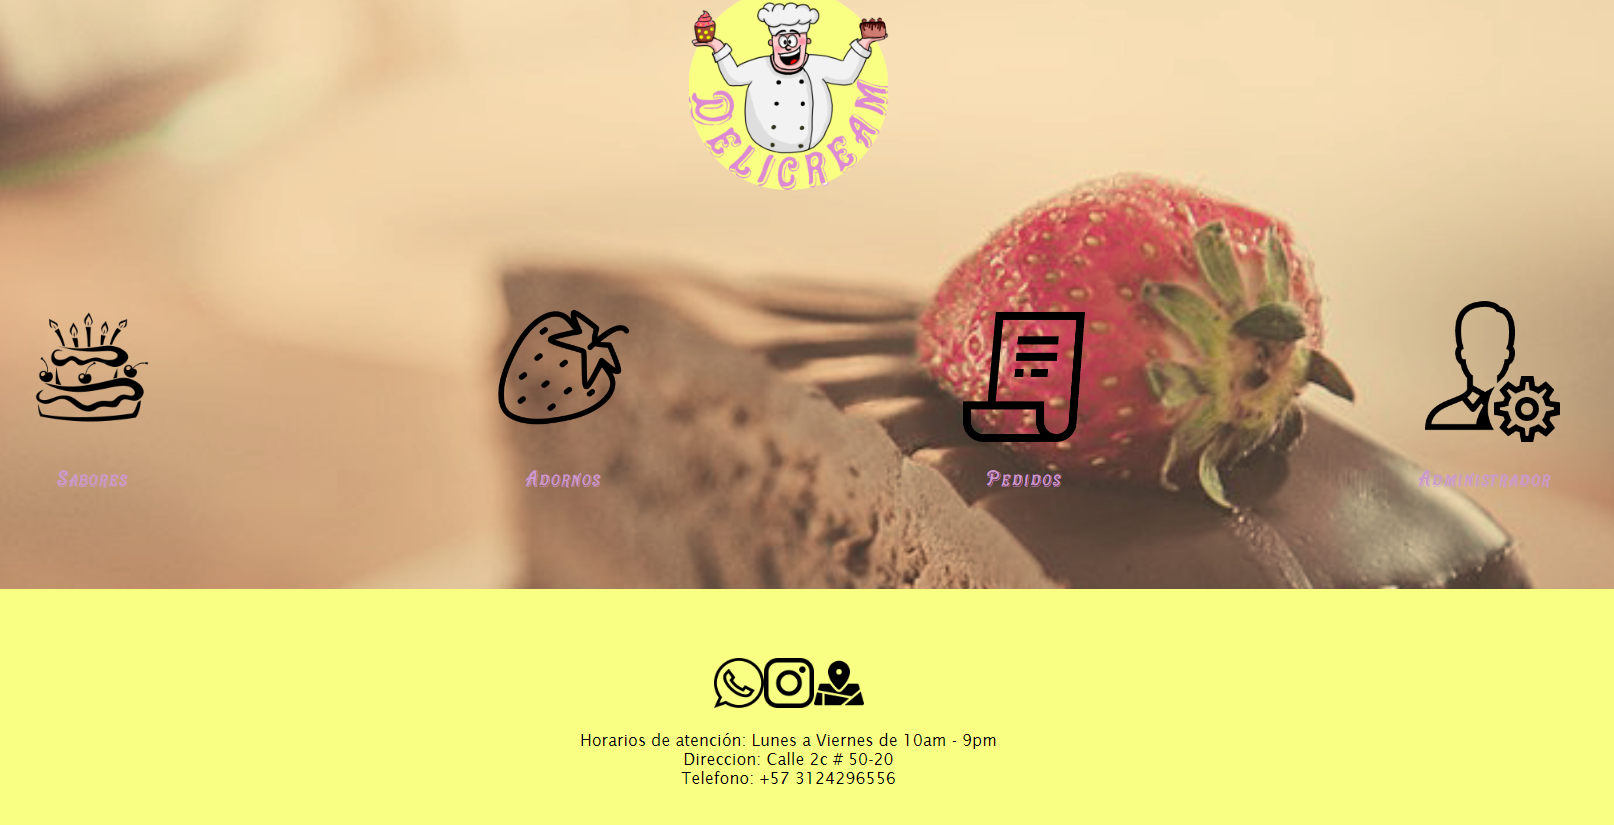 DELICREAM
SABORES
ADORNOS
PEDIDOS
ADMINISTRADOR
Horarios de atención: Lunes a Viernes de 10am - 9pm
Direccion: Calle 2c # 50-20
Telefono: +57 3124296556